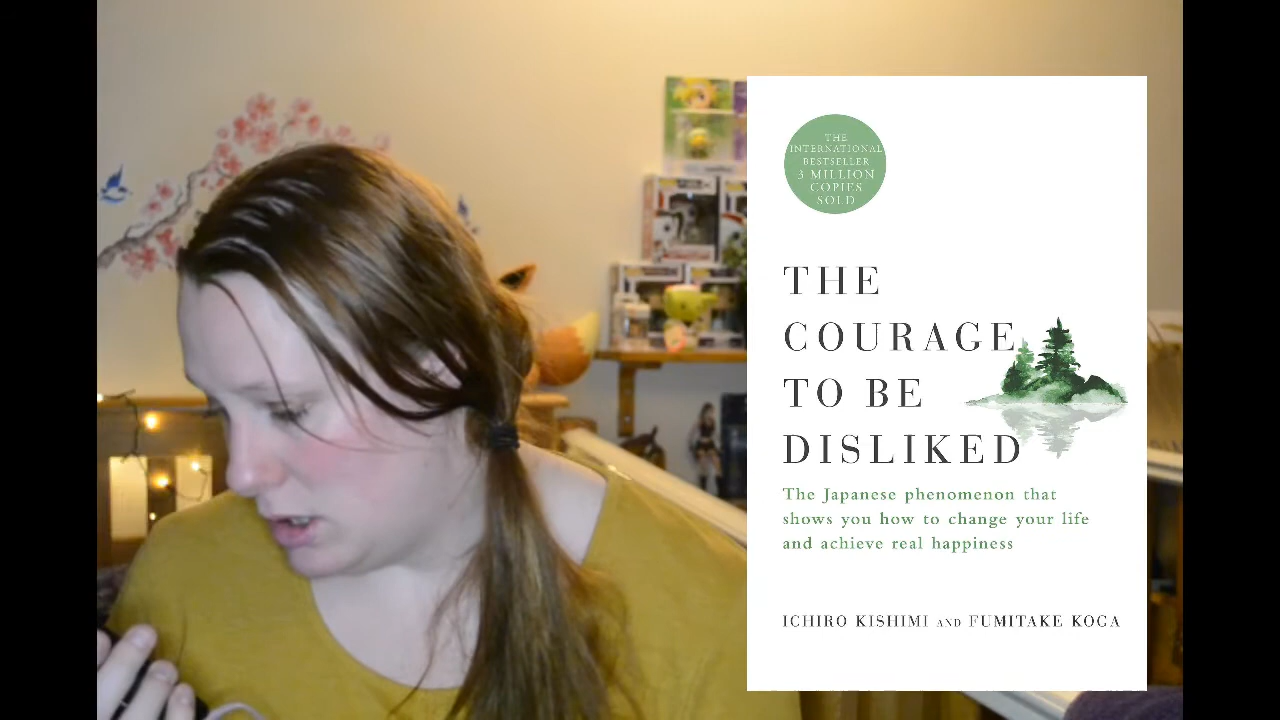 THE
INTERNATIONAL
BESTSELLER
3 MILLION
COPIES
SOLD
THE
COURAGE
TO BE
DISLIKED
The Japanese phenomenon that
shows you how to change your life
and achieve real happiness
ICHIRO KISHIMI AND FUMITAKE KOGA